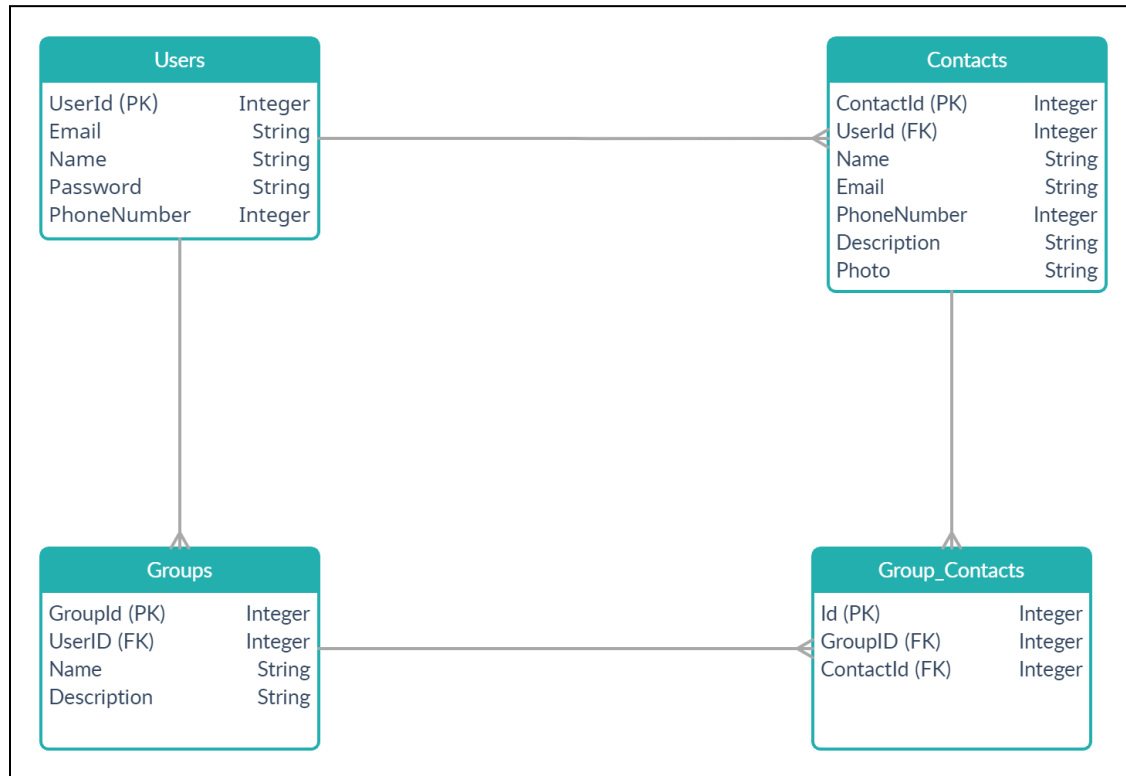 Users
UserId (PK) Integer
Email String
Name String
Password String
PhoneNumber Integer
Contacts
ContactId (PK) Integer
UserId (FK) Integer
Name String
Email String
PhoneNumber Integer
Description String
Photo String
Groups
GroupId (PK) Integer
UserID (FK) Integer
Name String
Description String
Group_Contacts
Id (PK) Integer
GroupID (FK) Integer
ContactId (FK) Integer